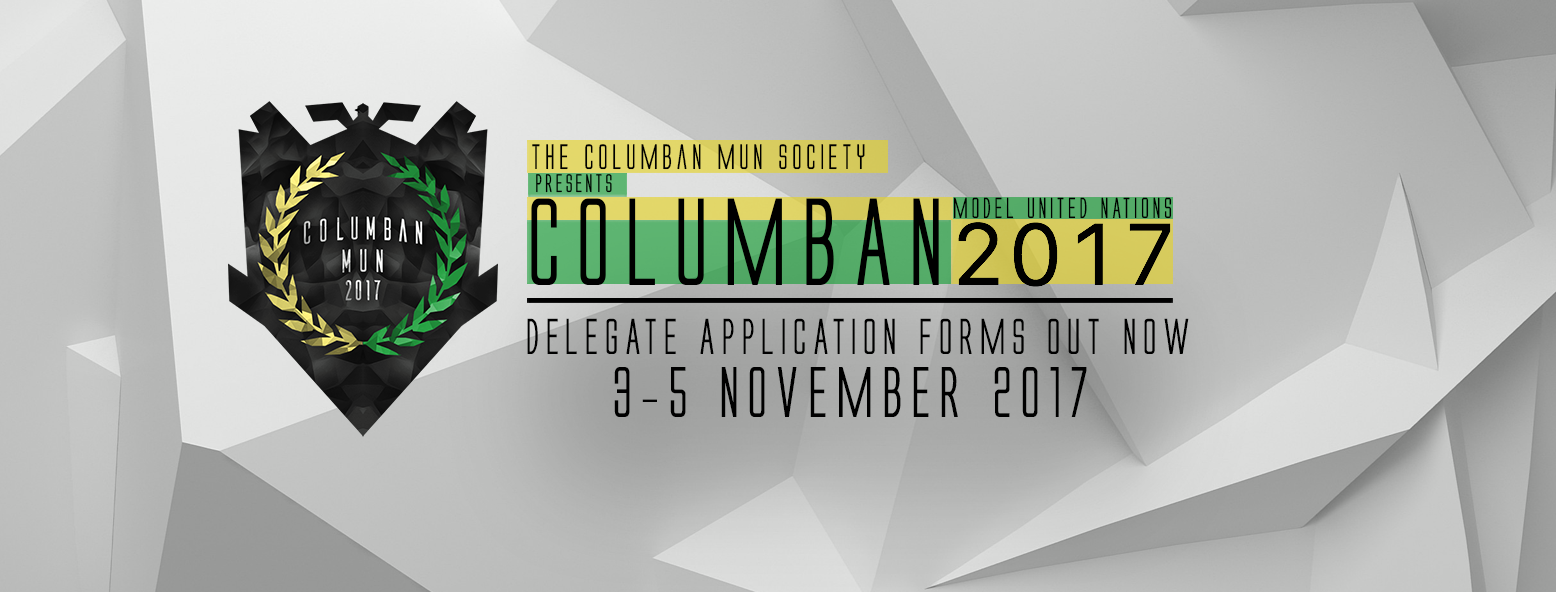 COLUMBAN
MUN
2017
THE COLUMBAN MUN SOCIETY
PRESENTS
COLUMBAN
MODEL UNITED NATIONS
2017
DELEGATE APPLICATION FORMS OUT NOW
3-5 NOVEMBER 2017